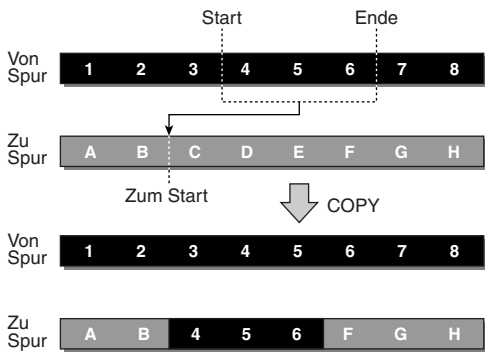 Start Ende
Von
Spur
1 2 3 4 5 6 7 8
Zu
Spur
A B C D E F G H
Zum Start
COPY
Von
Spur
1 2 3 4 5 6 7 8
Zu
Spur
A B 4 5 6 F G H